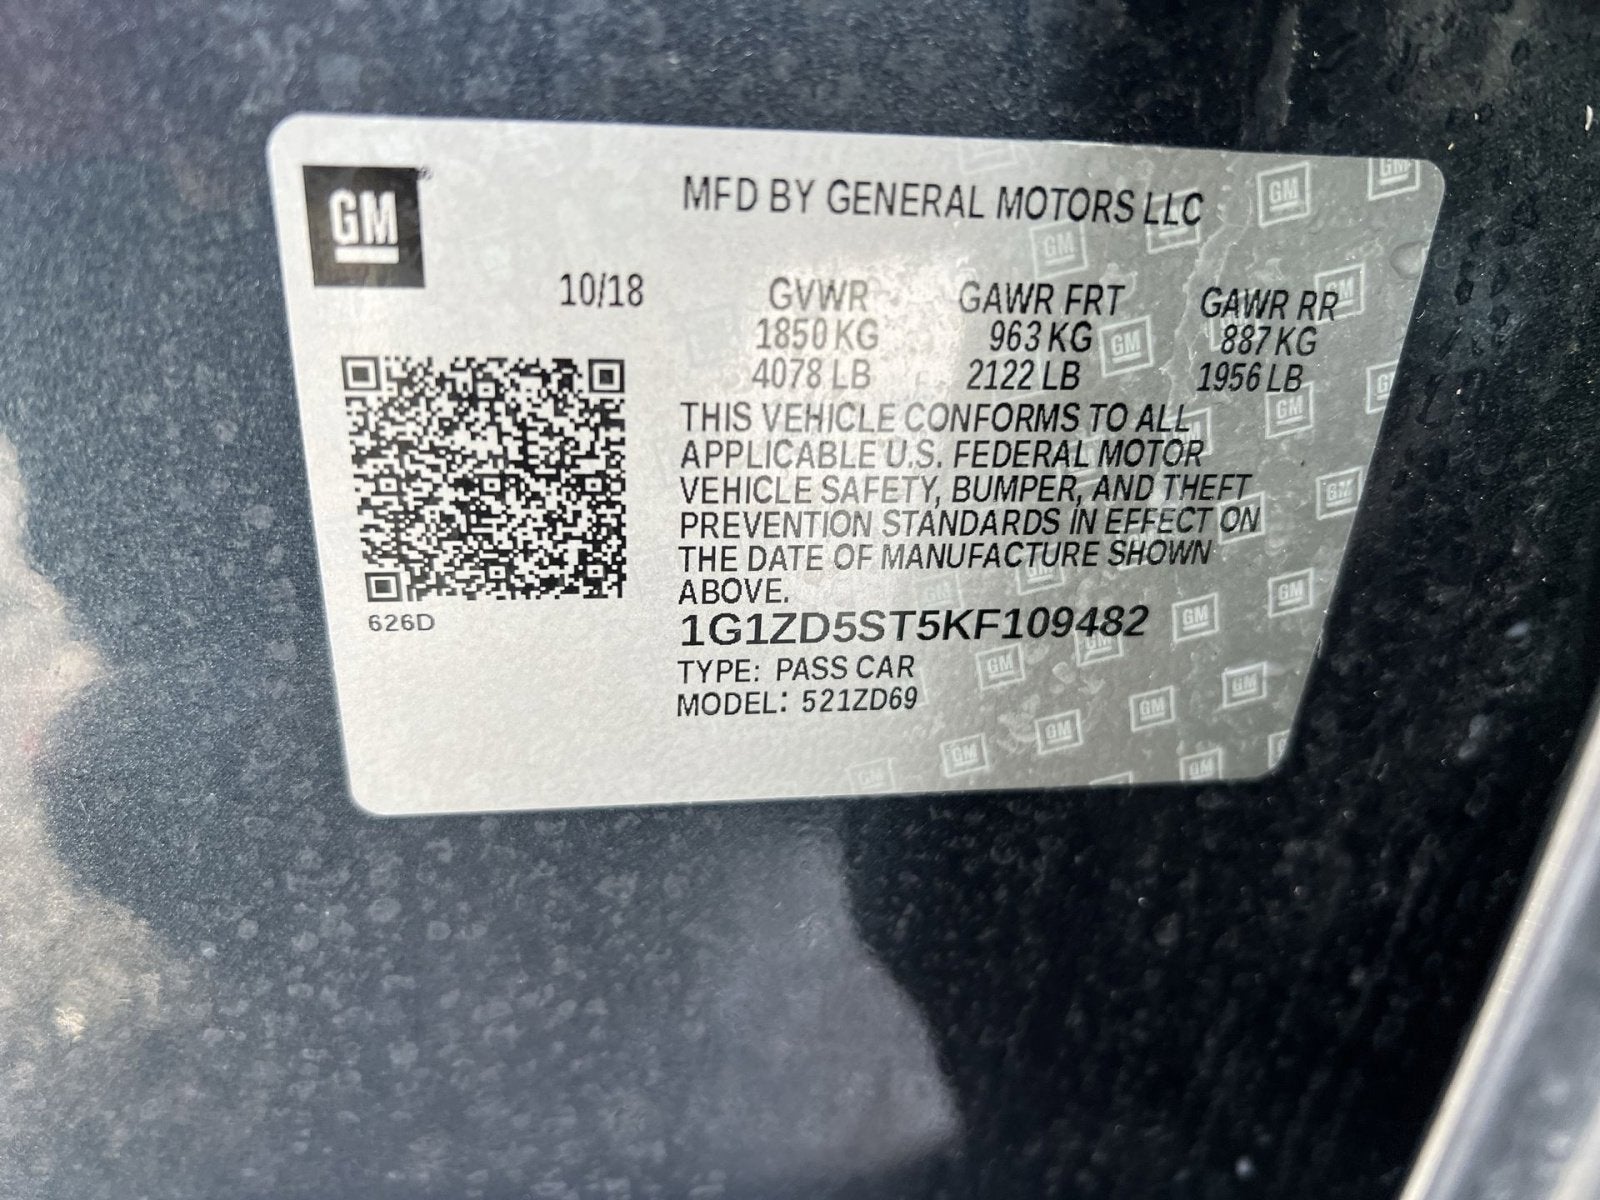 GM®
MFD BY GENERAL MOTORS LLC
10/18
GVWR GAWR FRT GAWR RR
1850 KG 963 KG 887 KG
4078 LB 2122 LB 1956 LB
THIS VEHICLE CONFORMS TO ALL
APPLICABLE U.S. FEDERAL MOTOR
VEHICLE SAFETY, BUMPER, AND THEFT
PREVENTION STANDARDS IN EFFECT ON
THE DATE OF MANUFACTURE SHOWN
ABOVE.
626D
1G1ZD5ST5KF109482
TYPE: PASS CAR
MODEL: 521ZD69